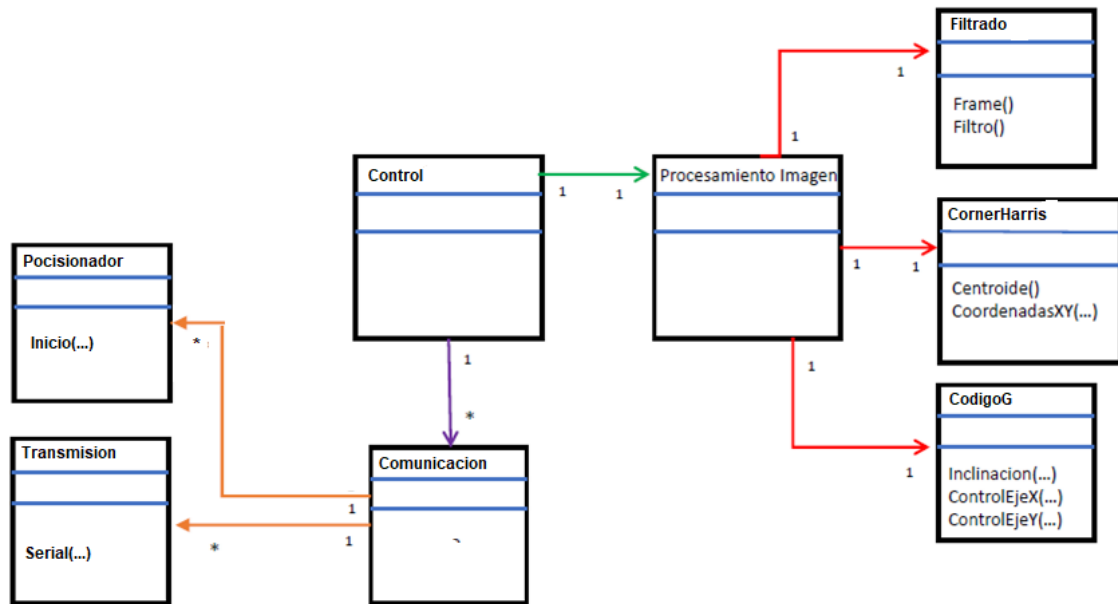 Filtrado
1
Frame()
Filtro()
1
Control
1
1
Procesamiento Imagen
CornerHarris
1
1
Centroide()
CoordenadasXY(...)
Pocisionador
Inicio(...)
*
1
*
1
CodigoG
1
Inclinacion(...)
ControlEjeX(...)
ControlEjeY(...)
Transmision
Serial(...)
*
Comunicacion
1
1